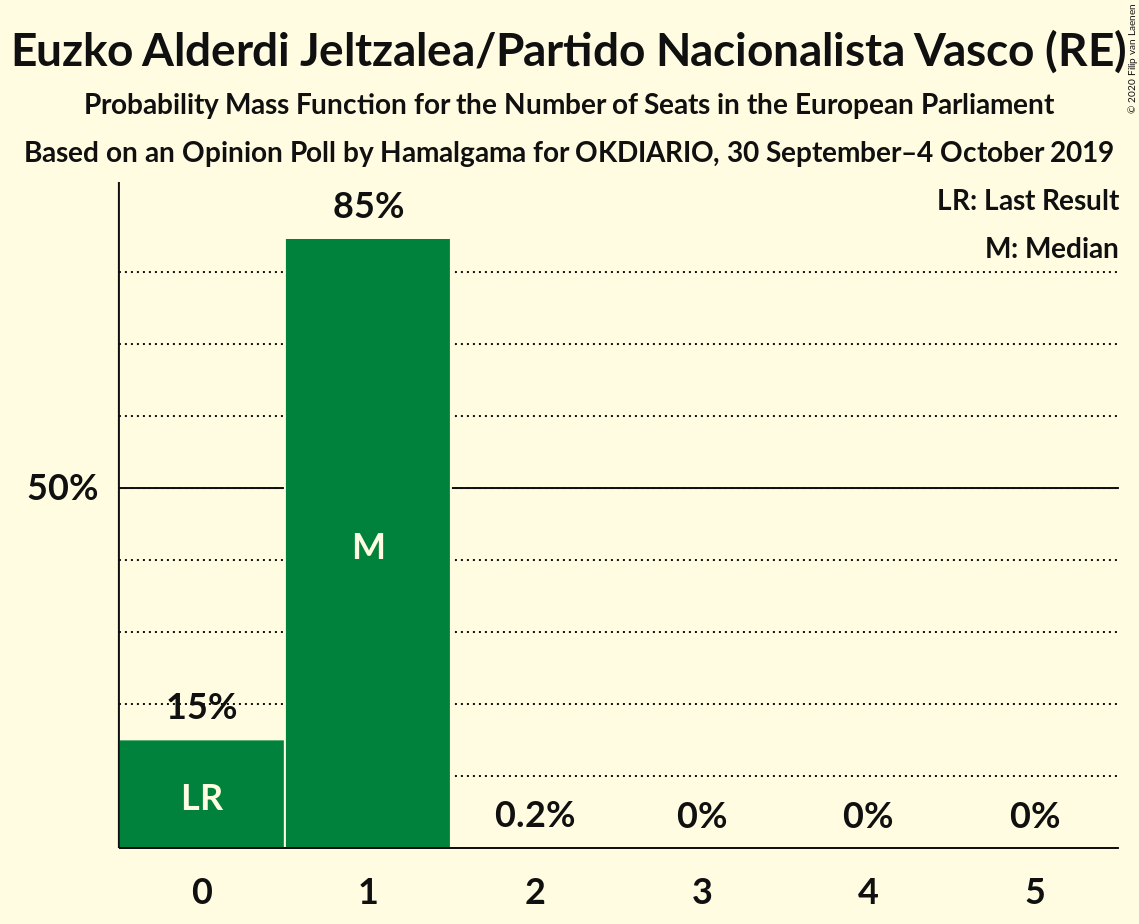 Euzko Alderdi Jeltzalea/Partido Nacionalista Vasco (RE)
© 2020 Filip van Laenen
Probability Mass Function for the Number of Seats in the European Parliament
Based on an Opinion Poll by Hamalgama for OKDIARIO, 30 September–4 October 2019
LR: Last Result
M: Median
85%
50%
M
15%
LR
0.2%
0%
0%
0%
0
1
2
3
4
5